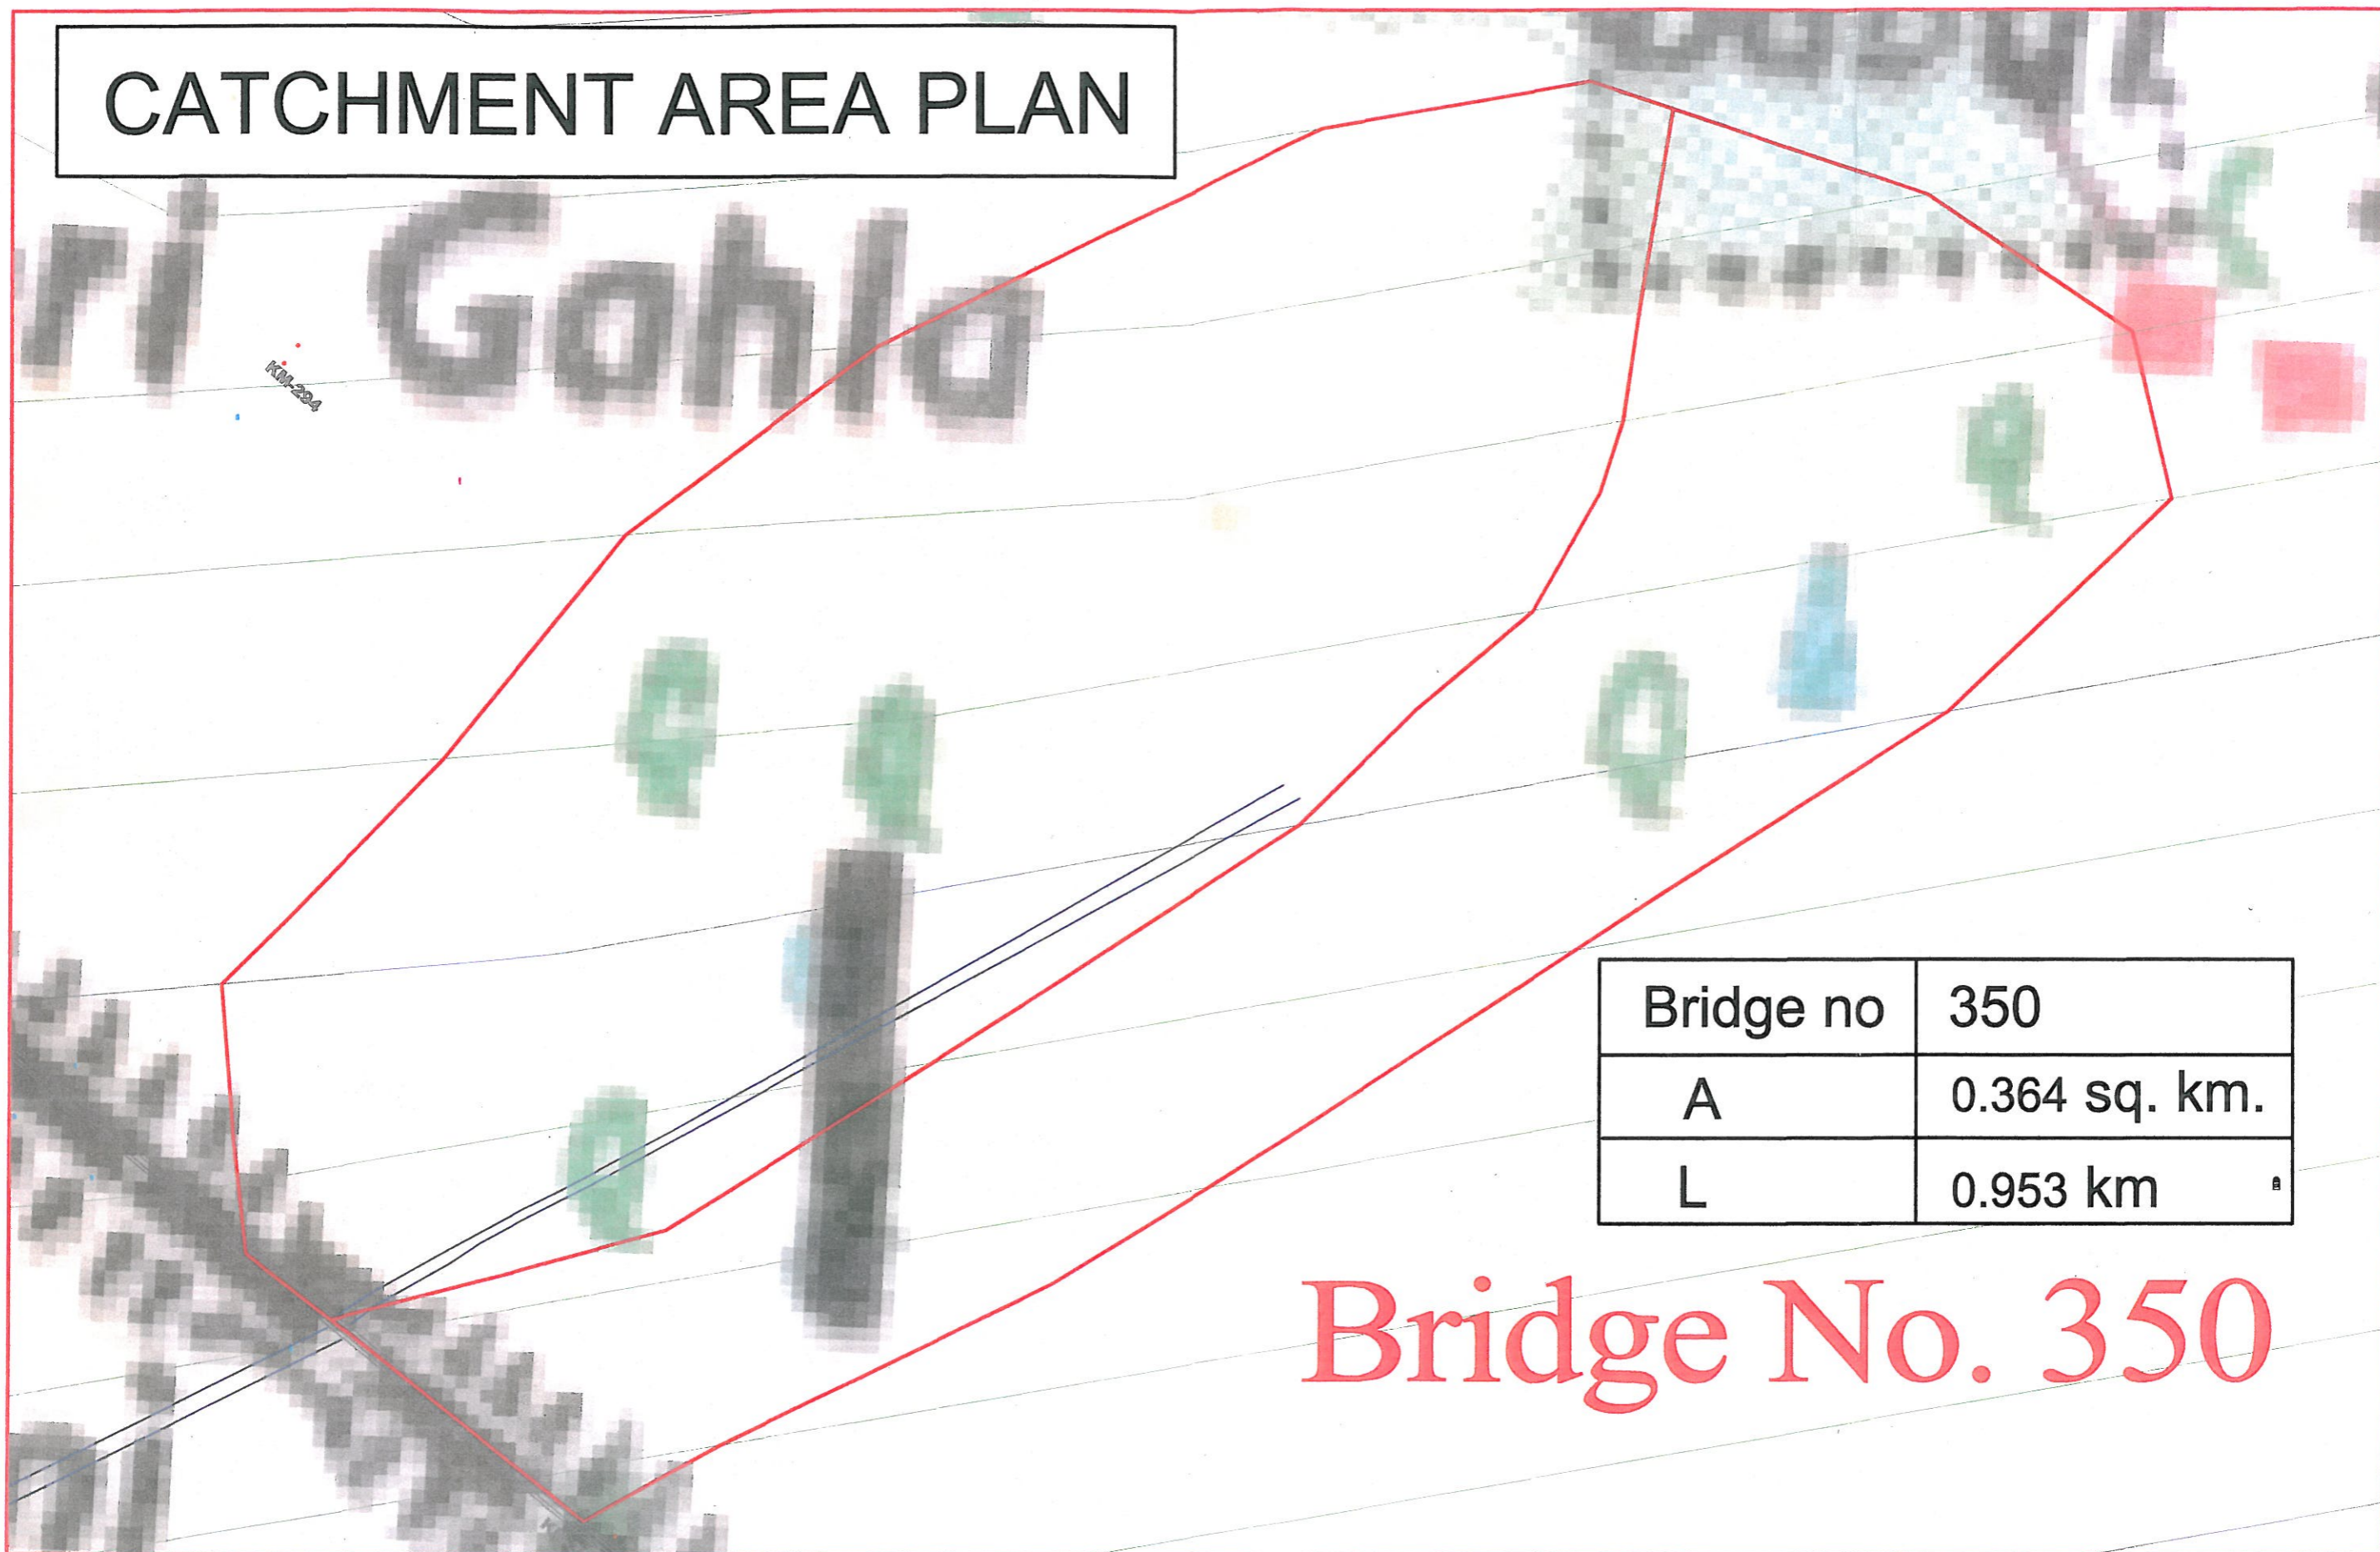 CATCHMENT AREA PLAN
ri Gohla
KM-294
Bridge no 350
A 0.364 sq. km.
L 0.953 km
Bridge No. 350